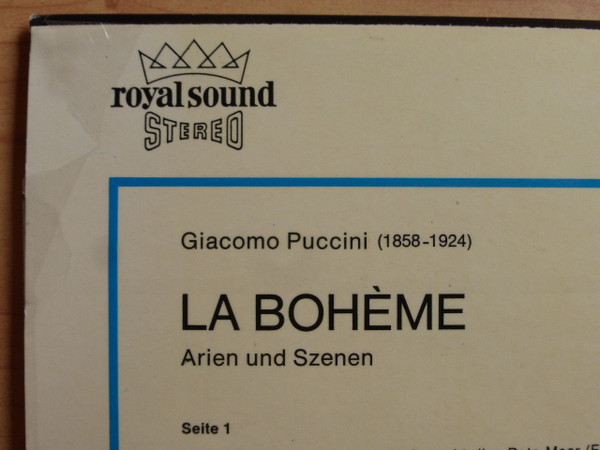 royal sound
STEREO
Giacomo Puccini (1858-1924)
LA BOHÈME
Arien und Szenen
Seite 1